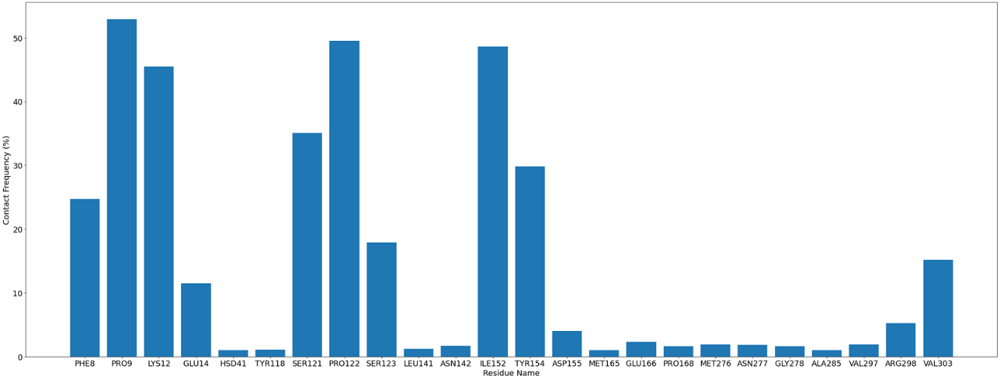 Contact Frequency (%)
50
40
30
20
10
0
PHE8 PRO9 LYS12 GLU14 HSD41 TYR118 SER121 PRO122 SER123 LEU141 ASN142 ILE152 TYR154 ASP155 MET165 GLU166 PRO168 MET276 ASN277 GLY278 ALA285 VAL297 ARG298 VAL303
Residue Name